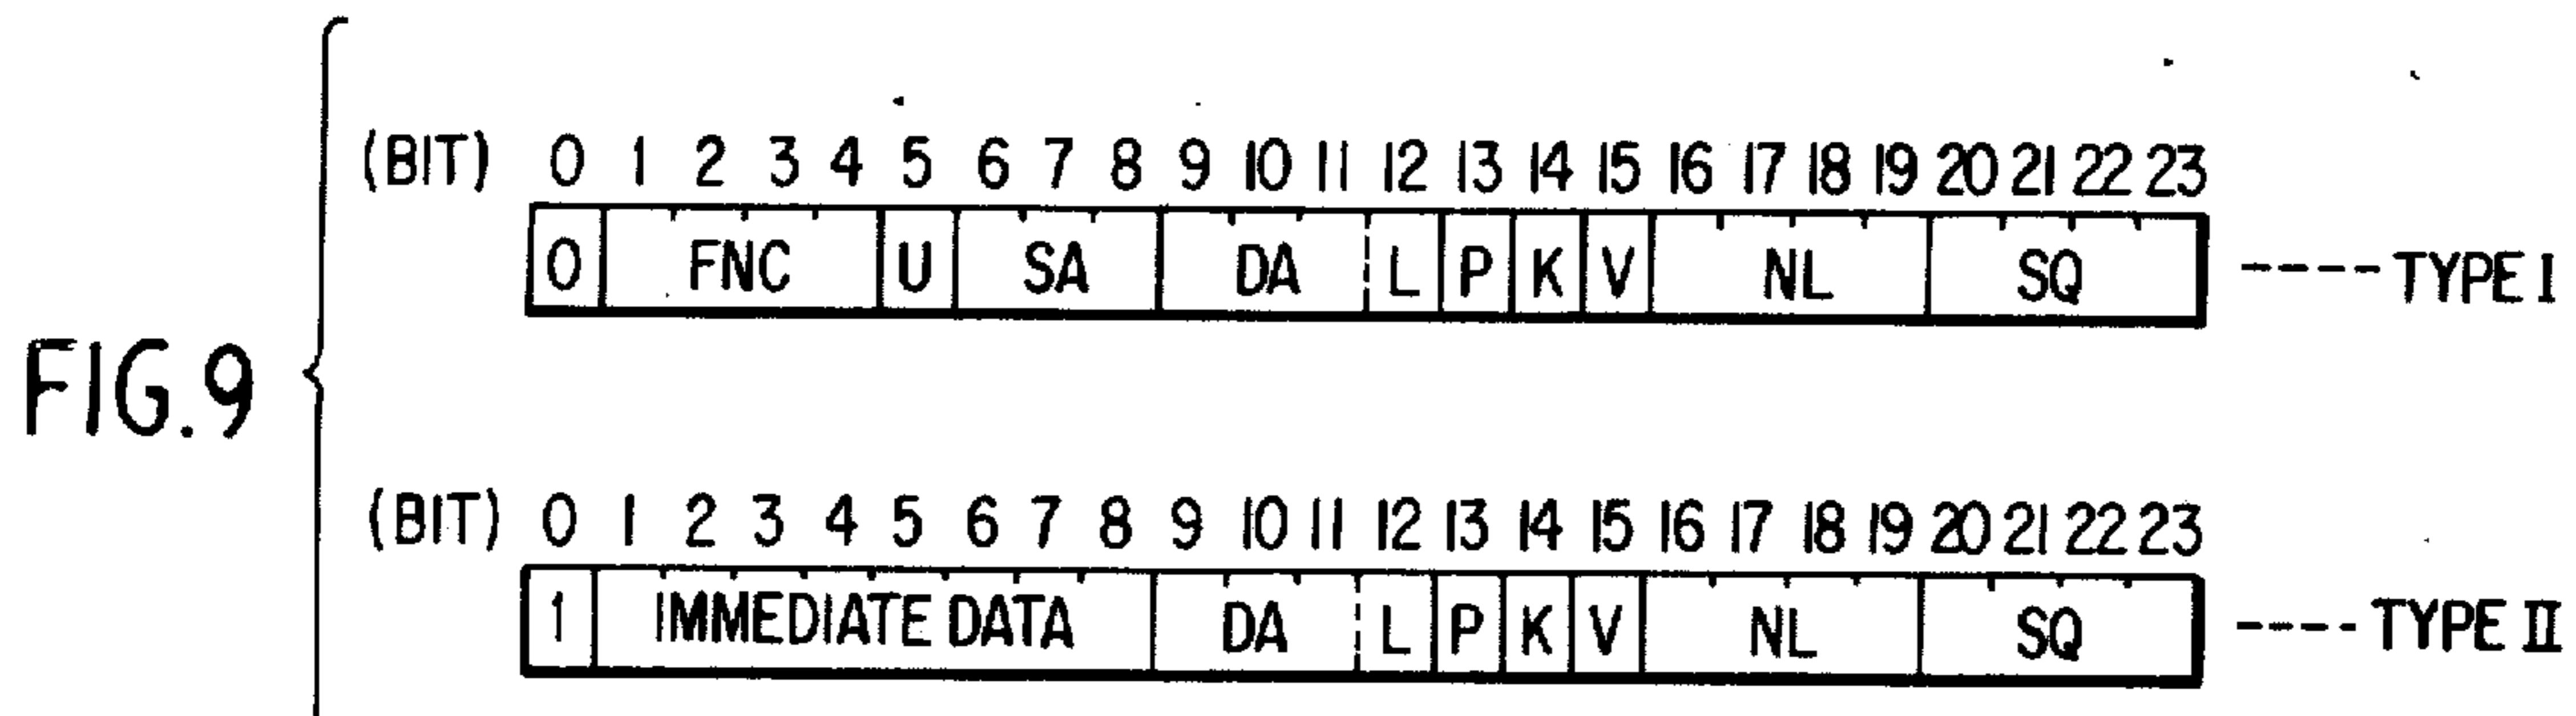 FIG.9
(BIT) 0 1 2 3 4 5 6 7 8 9 10 11 12 13 14 15 16 17 18 19 20 21 22 23
0 FNC U SA DA L P K V NL SQ ---- TYPE I
(BIT) 0 1 2 3 4 5 6 7 8 9 10 11 12 13 14 15 16 17 18 19 20 21 22 23
1 IMMEDIATE DATA DA L P K V NL SQ ---- TYPE II